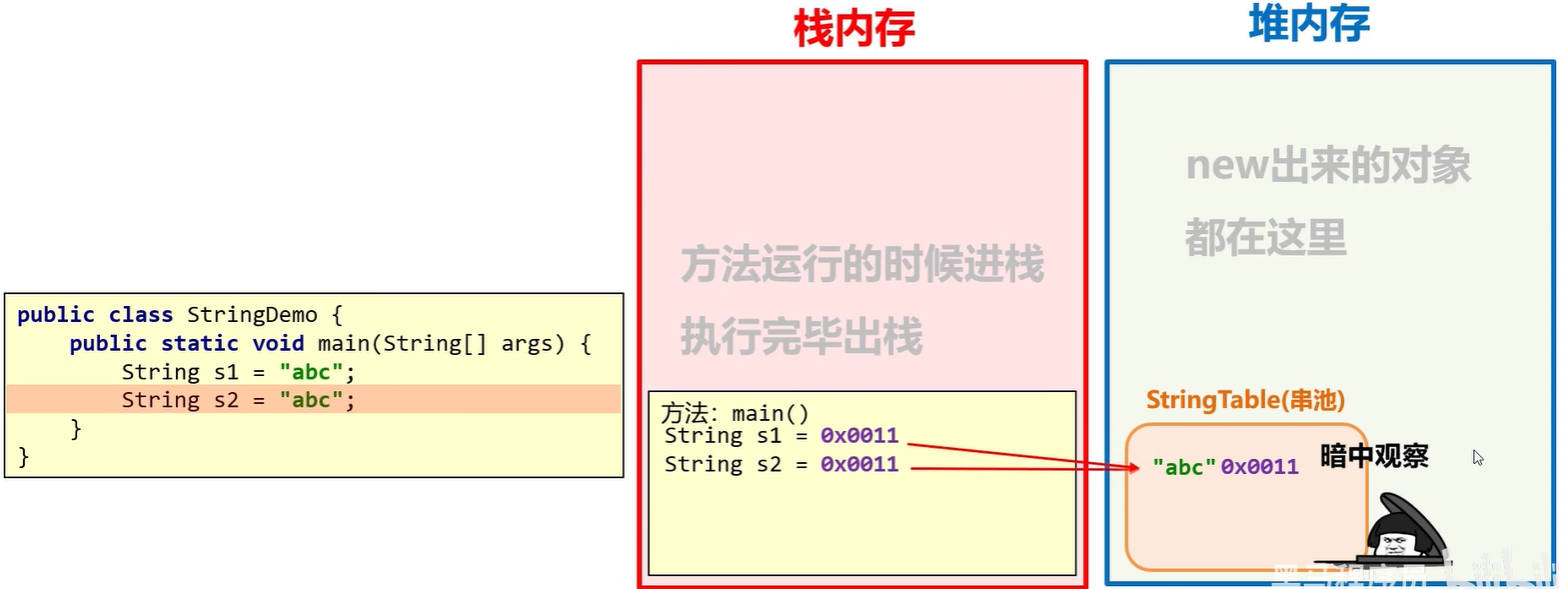 栈内存
堆内存
new出来的对象
都在这里
方法运行的时候进栈
执行完毕出栈
public class StringDemo {
public static void main(String[] args) {
String s1 = "abc";
String s2 = "abc";
}
}
方法：main()
String s1 = 0x0011
String s2 = 0x0011
StringTable(串池)
"abc" 0x0011
暗中观察